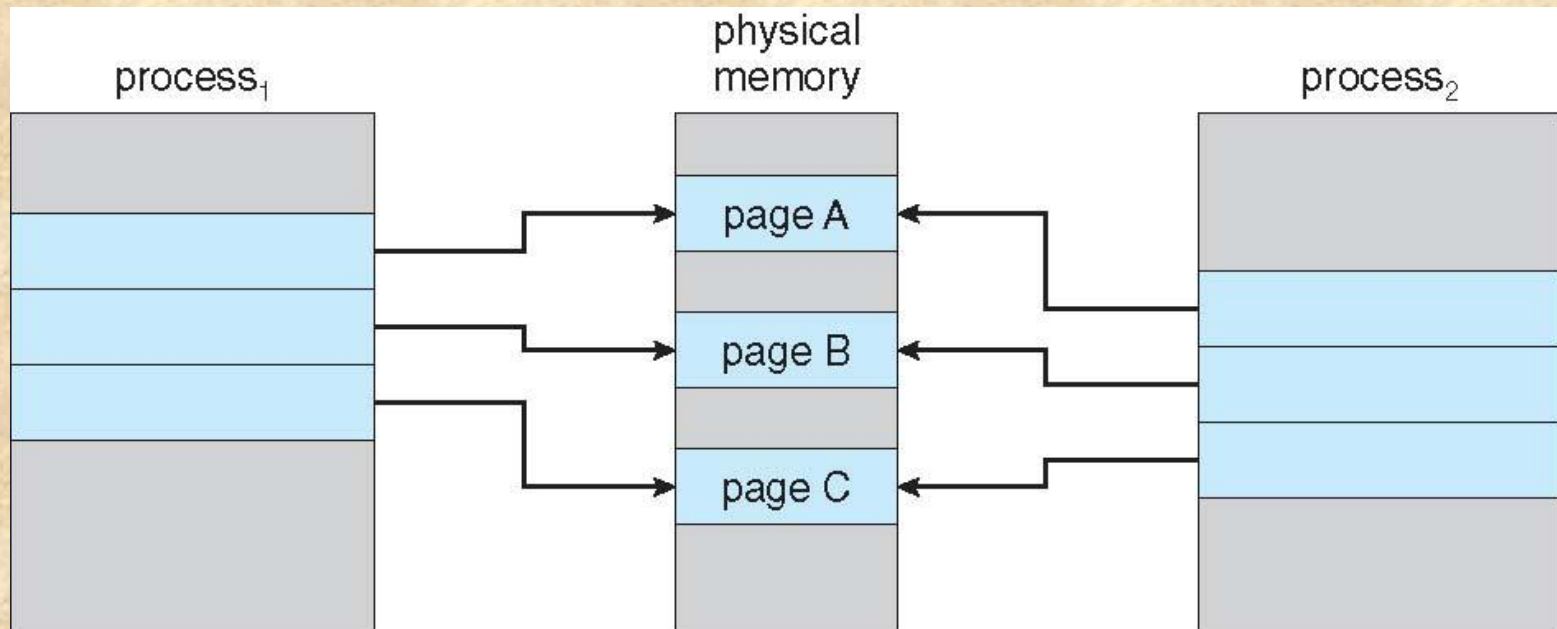 process₁
physical
memory
process₂
page A
page B
page C